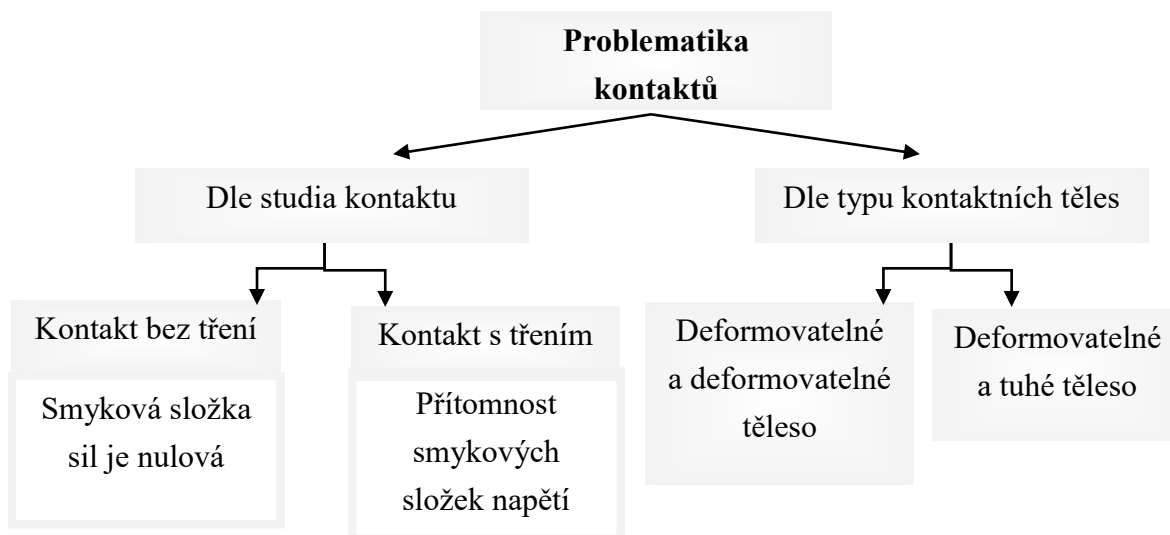 Problematika
kontaktů
Dle studia kontaktu
Dle typu kontaktních těles
Kontakt bez tření
Smyková složka
sil je nulová
Kontakt s třením
Přítomnost
smykových
složek napětí
Deformovatelné
a deformovatelné
těleso
Deformovatelné
a tuhé těleso